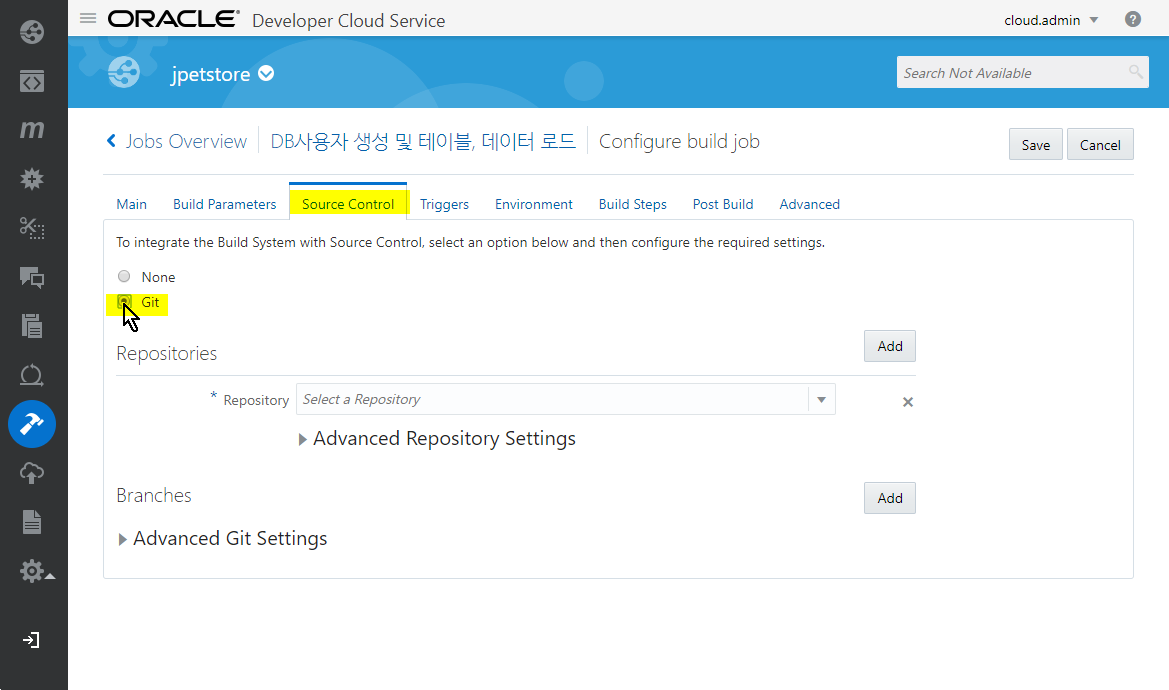 ORACLE® Developer Cloud Service cloud.admin
jpetstore Search Not Available
Jobs Overview DB사용자 생성 및 테이블, 데이터 로드 Configure build job Save Cancel
Main Build Parameters Source Control Triggers Environment Build Steps Post Build Advanced
To integrate the Build System with Source Control, select an option below and then configure the required settings.
None
Git
Repositories Add
* Repository Select a Repository
Advanced Repository Settings
Branches Add
Advanced Git Settings